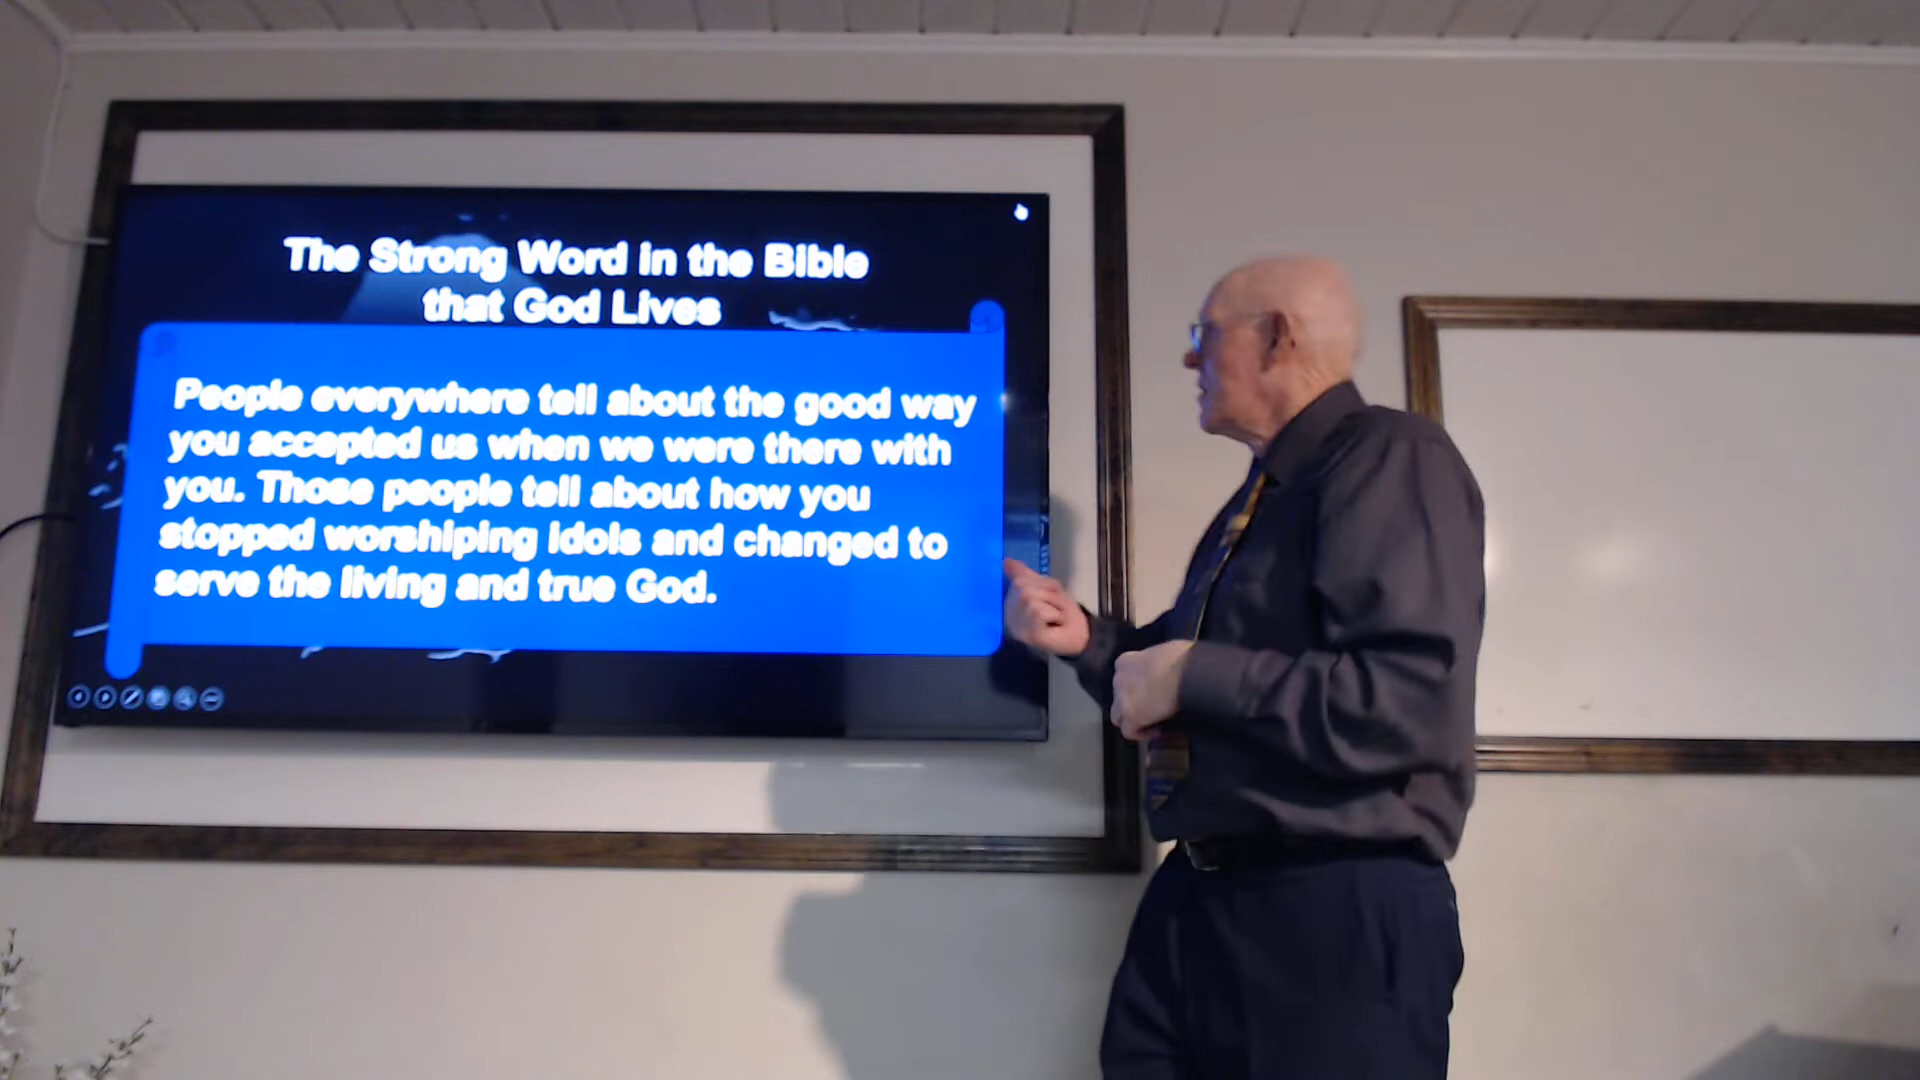 The Strong Word in the Bible
that God Lives
People everywhere tell about the good way
you accepted us when we were there with
you. Those people tell about how you
stopped worshiping idols and changed to
serve the living and true God.